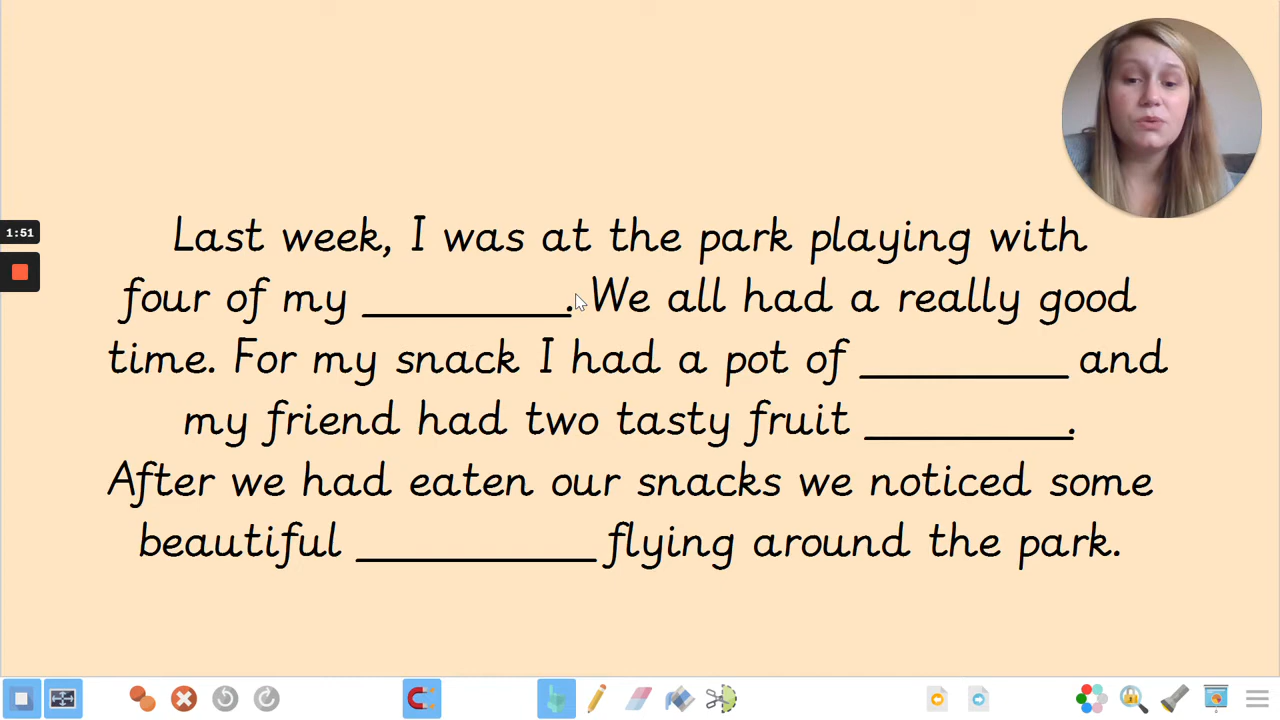 1:51
Last week, I was at the park playing with
four of my __________. We all had a really good
time. For my snack I had a pot of __________ and
my friend had two tasty fruit __________.
After we had eaten our snacks we noticed some
beautiful ___________ flying around the park.